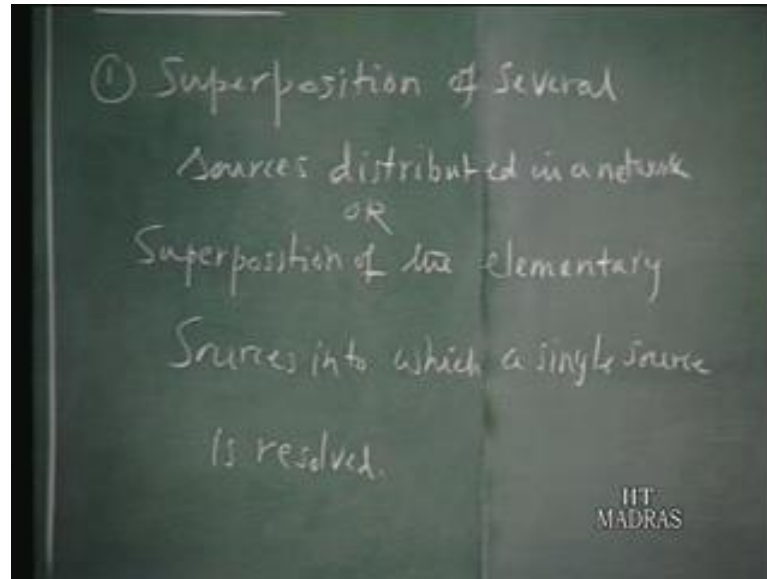 ① Superposition of several
sources distributed in a network
OR
Superposition of the elementary
Sources into which a single source
is resolved.
IIT
MADRAS